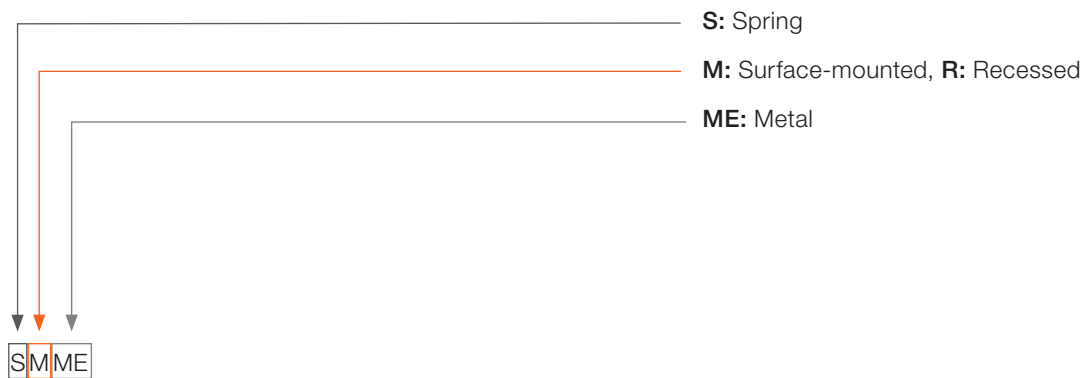 S: Spring
M: Surface-mounted, R: Recessed
ME: Metal
SMME